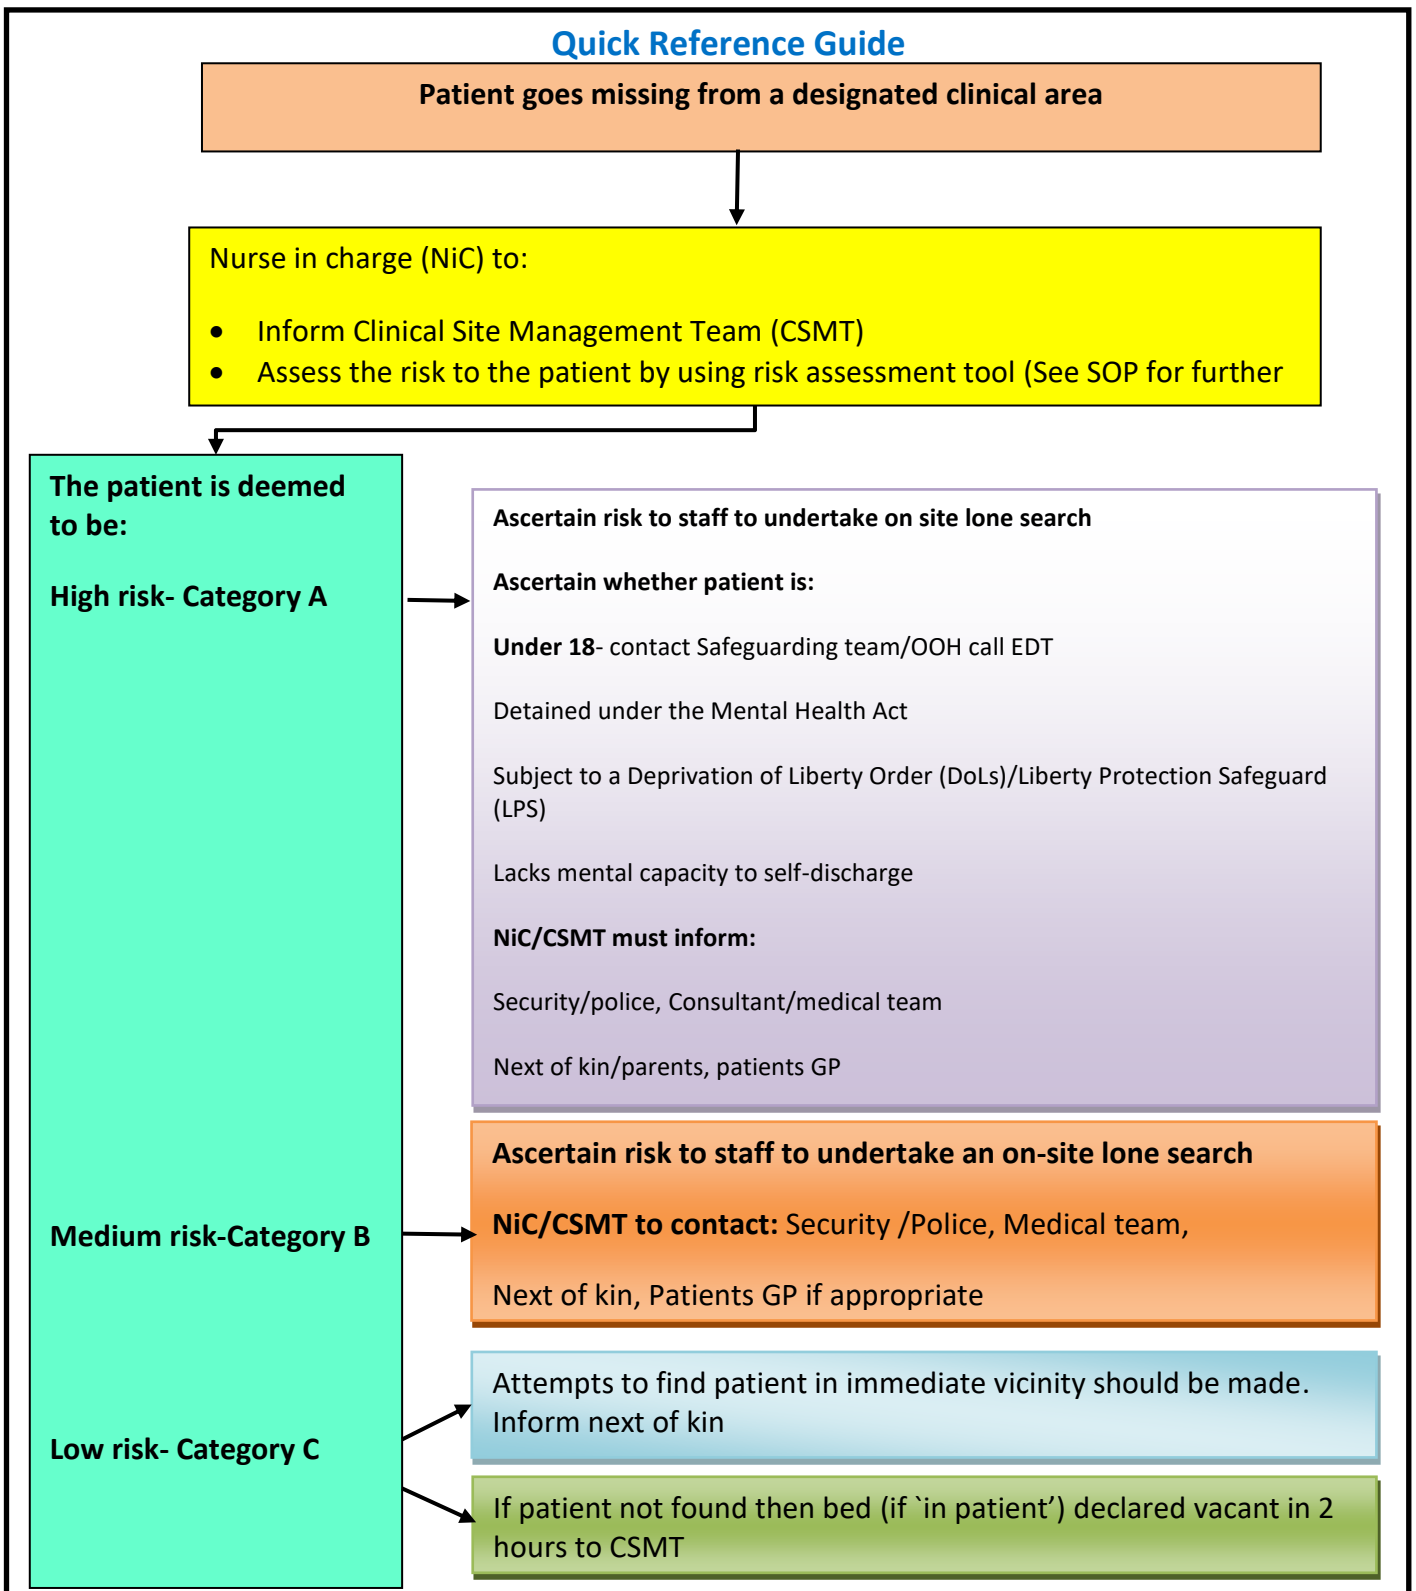 Quick Reference Guide
Patient goes missing from a designated clinical area
Nurse in charge (NiC) to:
• Inform Clinical Site Management Team (CSMT)
• Assess the risk to the patient by using risk assessment tool (See SOP for further
The patient is deemed
to be:
High risk- Category A
Ascertain risk to staff to undertake on site lone search
Ascertain whether patient is:
Under 18- contact Safeguarding team/OOH call EDT
Detained under the Mental Health Act
Subject to a Deprivation of Liberty Order (DoLs)/Liberty Protection Safeguard
(LPS)
Lacks mental capacity to self-discharge
NiC/CSMT must inform:
Security/police, Consultant/medical team
Next of kin/parents, patients GP
Medium risk-Category B
Ascertain risk to staff to undertake an on-site lone search
NiC/CSMT to contact: Security /Police, Medical team,
Next of kin, Patients GP if appropriate
Low risk- Category C
Attempts to find patient in immediate vicinity should be made.
Inform next of kin
If patient not found then bed (if `in patient’) declared vacant in 2
hours to CSMT